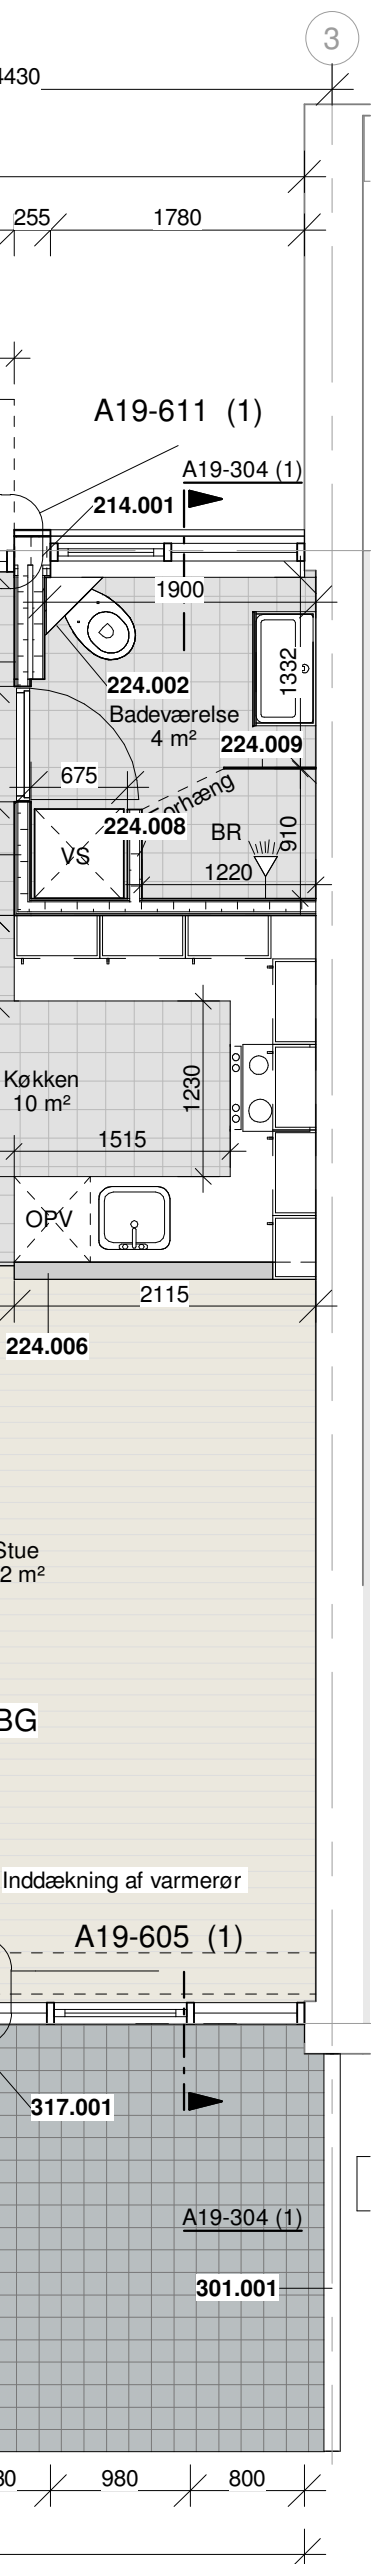 3
4430
255
1780
A19-611 (1)
A19-304 (1)
214.001
1900
224.002
1332
Badeværelse
4 m²
224.009
675
Forhæng
224.008
BR
910
VS
1220
Køkken
10 m²
1230
1515
OPV
2115
224.006
Stue
2 m²
BG
Inddækning af varmerør
A19-605 (1)
317.001
A19-304 (1)
301.001
30
980
800